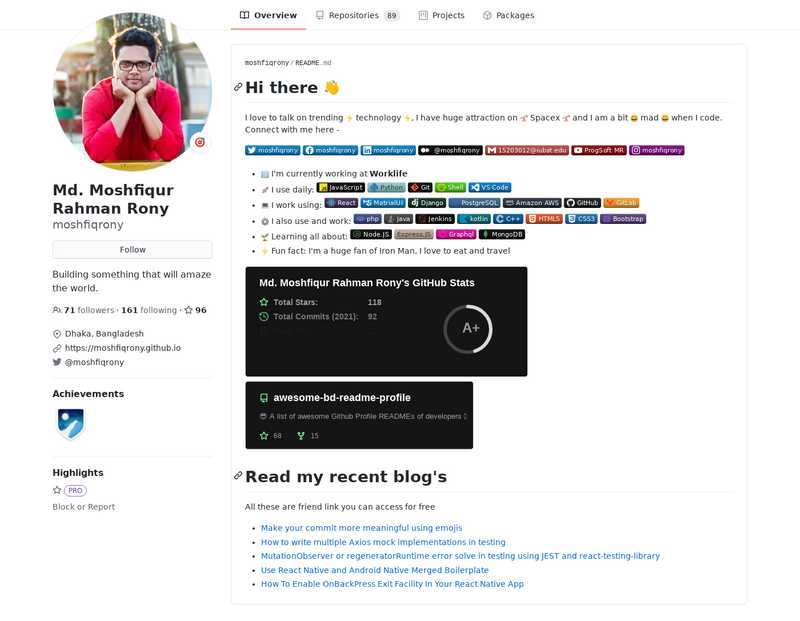 Overview
Repositories 89
Projects
Packages
Md. Moshfiqur
Rahman Rony
moshfiqrony
Follow
Building something that will amaze
the world.
71 followers · 161 following · 96
Dhaka, Bangladesh
https://moshfiqrony.github.io
@moshfiqrony
Achievements
Highlights
PRO
Block or Report
moshfiqrony/README.md
Hi there 👋
I love to talk on trending ⚡ technology ⚡, I have huge attraction on 🚀 Spacex 🚀 and I am a bit 😄 mad 😄 when I code.
Connect with me here -
moshfiqrony moshfiqrony moshfiqrony @moshfiqrony 15203012@iubat.edu ProgSoft MR moshfiqrony
I'm currently working at Worklife
I use daily: JavaScript Python Git Shell VS Code
I work using: React MatrialUI Django PostgreSQL Amazon AWS GitHub GitLab
I also use and work: php java Jenkins kotlin C++ HTML5 CSS3 Bootstrap
Learning all about: Node.JS Express.JS Graphql MongoDB
Fun fact: I'm a huge fan of Iron Man, I love to eat and travel
Md. Moshfiqur Rahman Rony's GitHub Stats
Total Stars: 118
Total Commits (2021): 92
A+
awesome-bd-readme-profile
😎 A list of awesome Github Profile READMEs of developers
68 15
Read my recent blog's
All these are friend link you can access for free
Make your commit more meaningful using emojis
How to write multiple Axios mock implementations in testing
MutationObserver or regeneratorRuntime error solve in testing using JEST and react-testing-library
Use React Native and Android Native Merged Boilerplate
How To Enable OnBackPress Exit Facility In Your React Native App